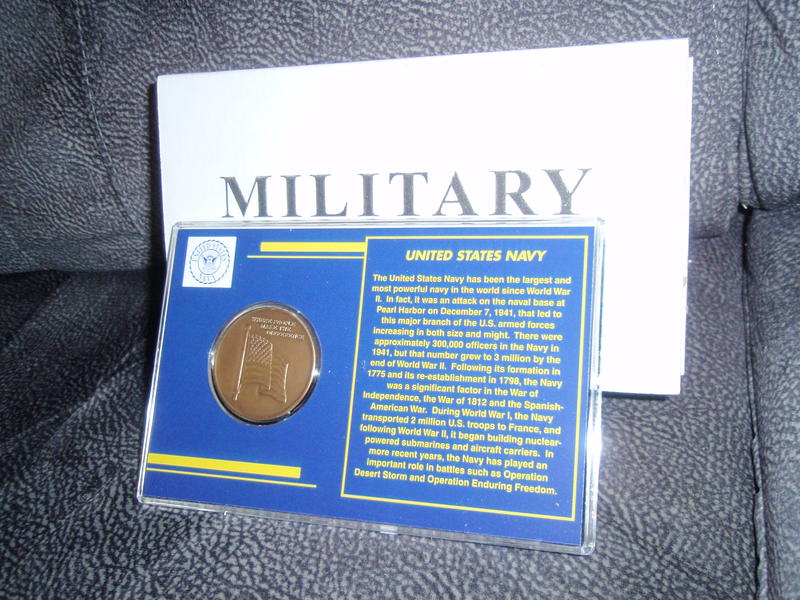 MILITARY
UNITED STATES
NAVY
WHERE PEOPLE
MAKE THE
DIFFERENCE
UNITED STATES NAVY
The United States Navy has been the largest and
most powerful navy in the world since World War
II. In fact, it was an attack on the naval base at
Pearl Harbor on December 7, 1941, that led to
this major branch of the U.S. armed forces
increasing in both size and might. There were
approximately 300,000 officers in the Navy in
1941, but that number grew to 3 million by the
end of World War II. Following its formation in
1775 and its re-establishment in 1798, the Navy
was a significant factor in the War of
Independence, the War of 1812 and the Spanish-
American War. During World War I, the Navy
transported 2 million U.S. troops to France, and
following World War II, it began building nuclear-
powered submarines and aircraft carriers. In
more recent years, the Navy has played an
important role in battles such as Operation
Desert Storm and Operation Enduring Freedom.